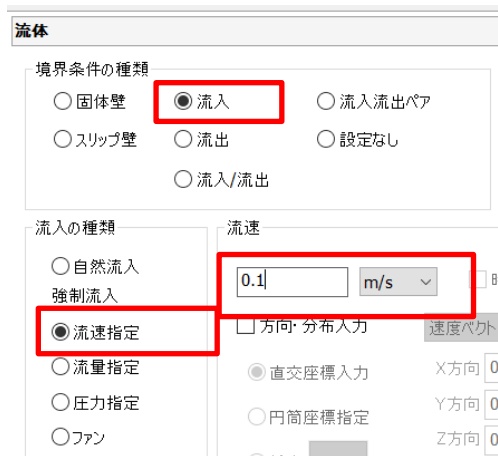 流体
境界条件の種類
固体壁 流入 流入流出ペア
スリップ壁 流出 設定なし
流入/流出
流入の種類 流速
自然流入
強制流入
0.1 m/s
流速指定 方向・分布入力 速度ベクト
流量指定 直交座標入力 X方向 0
圧力指定 円筒座標指定 Y方向 0
ファン Z方向 0